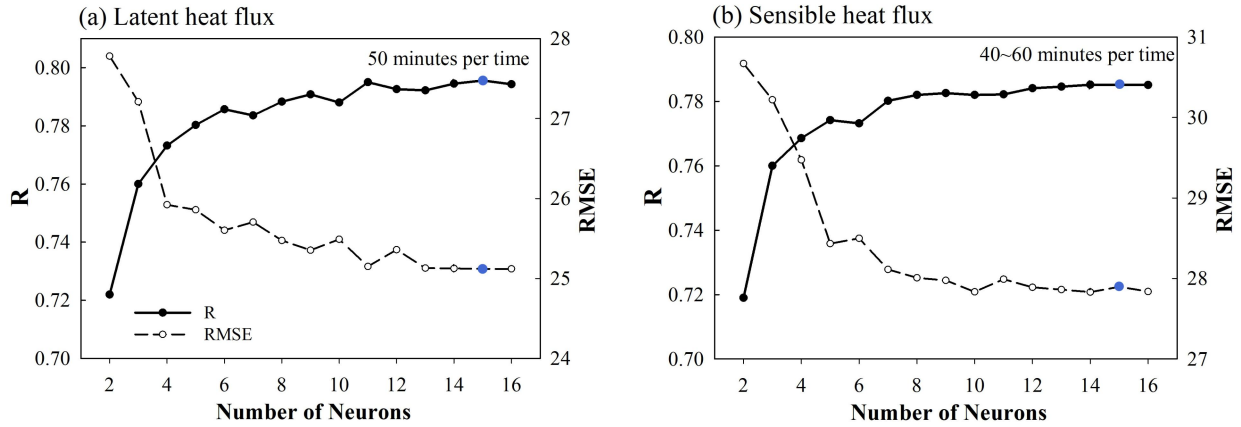 (a) Latent heat flux
50 minutes per time
0.80
0.78
0.76
0.74
0.72
0.70
R
28
27
26
25
24
RMSE
R
RMSE
2 4 6 8 10 12 14 16
Number of Neurons
(b) Sensible heat flux
40~60 minutes per time
0.80
0.78
0.76
0.74
0.72
0.70
R
31
30
29
28
27
RMSE
2 4 6 8 10 12 14 16
Number of Neurons